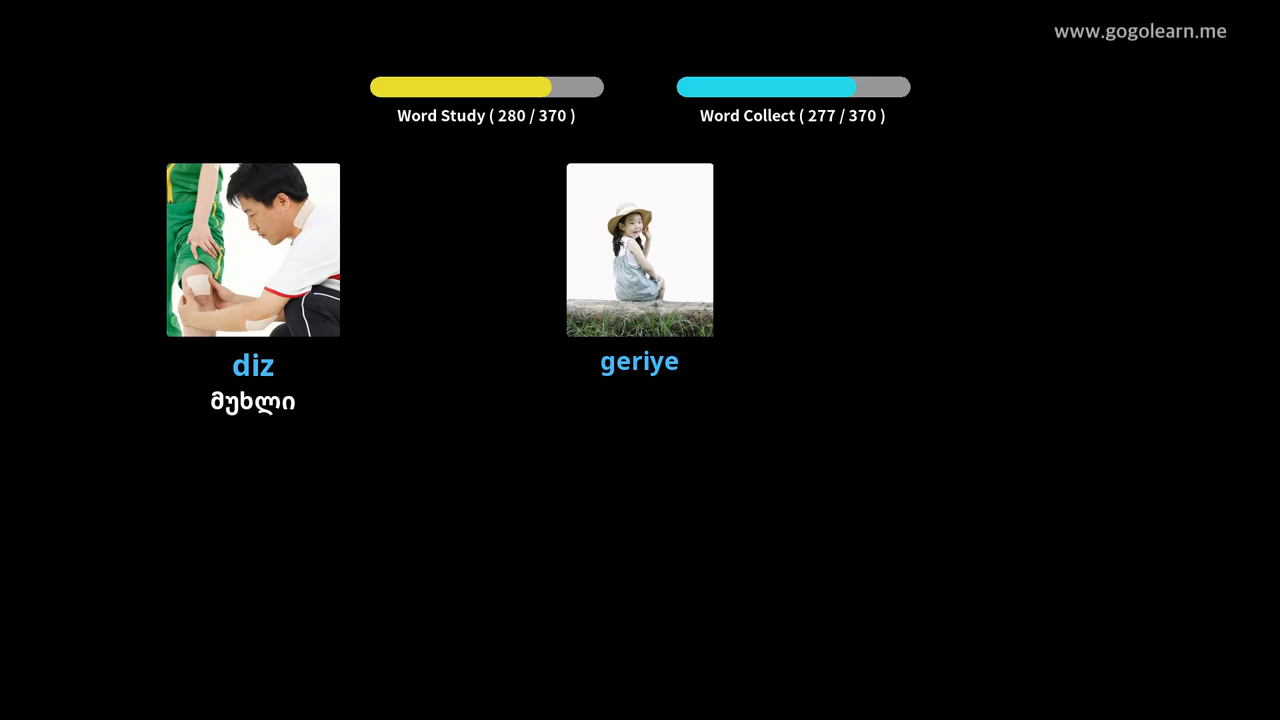 www.gogolearn.me
Word Study ( 280 / 370 )
Word Collect ( 277 / 370 )
diz
მუხლი
geriye